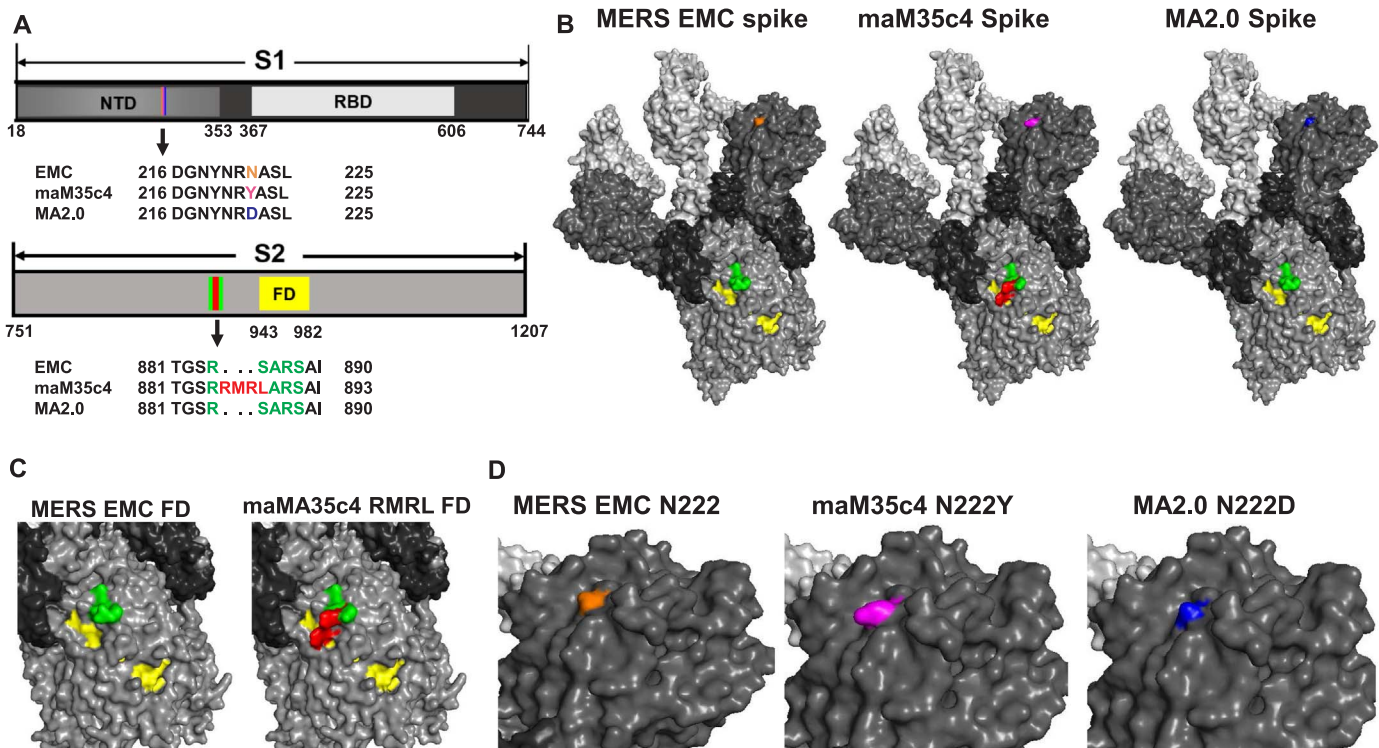 A
S1
NTD RBD
18 353 367 606 744
EMC 216 DGNYNRNASL 225
maM35c4 216 DGNYNRYASL 225
MA2.0 216 DGNYNRDASL 225
S2
FD
751 943 982 1207
EMC 881 TGSR...SARSAI 890
maM35c4 881 TGSRRMRLARSAI 893
MA2.0 881 TGSR...SARSAI 890
B
MERS EMC spike maM35c4 Spike MA2.0 Spike
C
MERS EMC FD maMA35c4 RMRL FD
D
MERS EMC N222 maM35c4 N222Y MA2.0 N222D